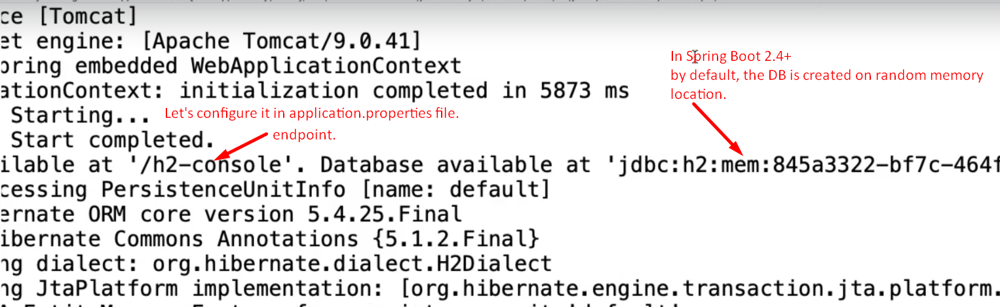 ce [Tomcat]
et engine: [Apache Tomcat/9.0.41]
In Spring Boot 2.4+
pring embedded WebApplicationContext
by default, the DB is created on random memory
ationContext: initialization completed in 5873 ms
location.
Starting...
Let's configure it in application.properties file.
Start completed.
endpoint.
ilable at '/h2-console'. Database available at 'jdbc:h2:mem:845a3322-bf7c-464f
cessing PersistenceUnitInfo [name: default]
ernate ORM core version 5.4.25.Final
ibernate Commons Annotations {5.1.2.Final}
ng dialect: org.hibernate.dialect.H2Dialect
ng JtaPlatform implementation: [org.hibernate.engine.transaction.jta.platform.